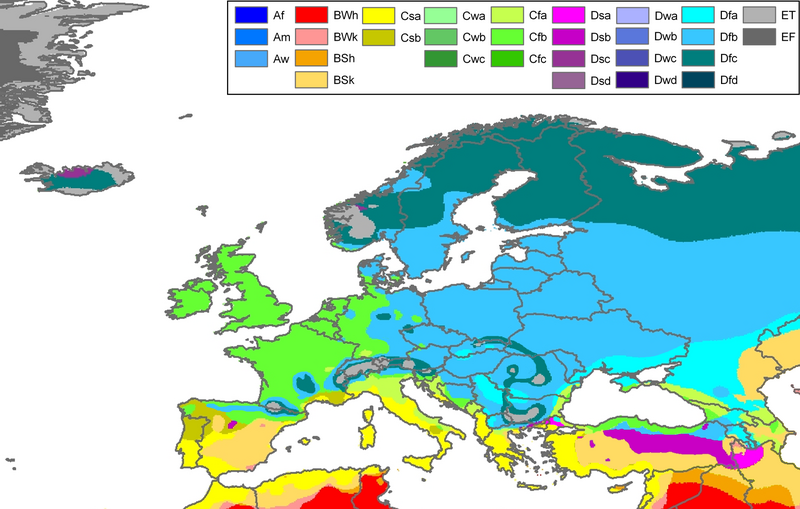 Af BWh Csa Cwa Cfa Dsa Dwa Dfa ET
Am BWk Csb Cwb Cfb Dsb Dwb Dfb EF
Aw BSh Cwc Cfc Dsc Dwc Dfc
BSk Dsd Dwd Dfd